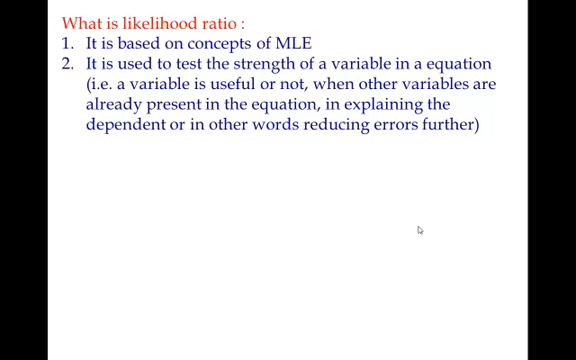 What is likelihood ratio :
1. It is based on concepts of MLE
2. It is used to test the strength of a variable in a equation
(i.e. a variable is useful or not, when other variables are
already present in the equation, in explaining the
dependent or in other words reducing errors further)